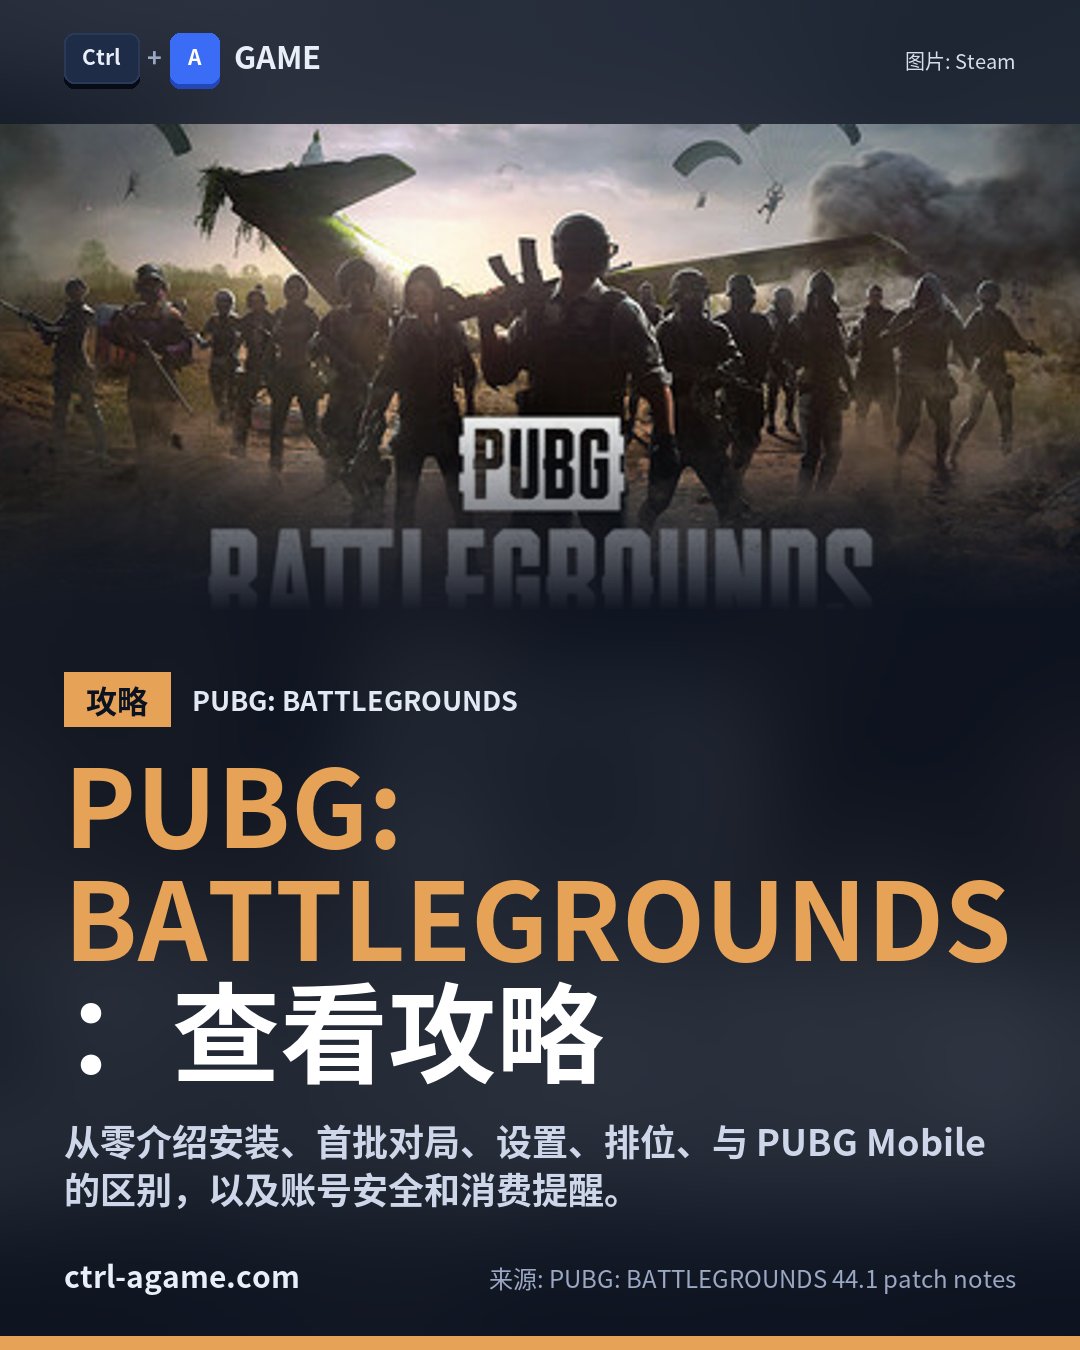 Ctrl + A GAME
图片: Steam
PUBG
BATTLEGROUNDS
攻略 PUBG: BATTLEGROUNDS
PUBG:
BATTLEGROUNDS
：查看攻略
从零介绍安装、首批对局、设置、排位、与 PUBG Mobile
的区别，以及账号安全和消费提醒。
ctrl-agame.com
来源: PUBG: BATTLEGROUNDS 44.1 patch notes